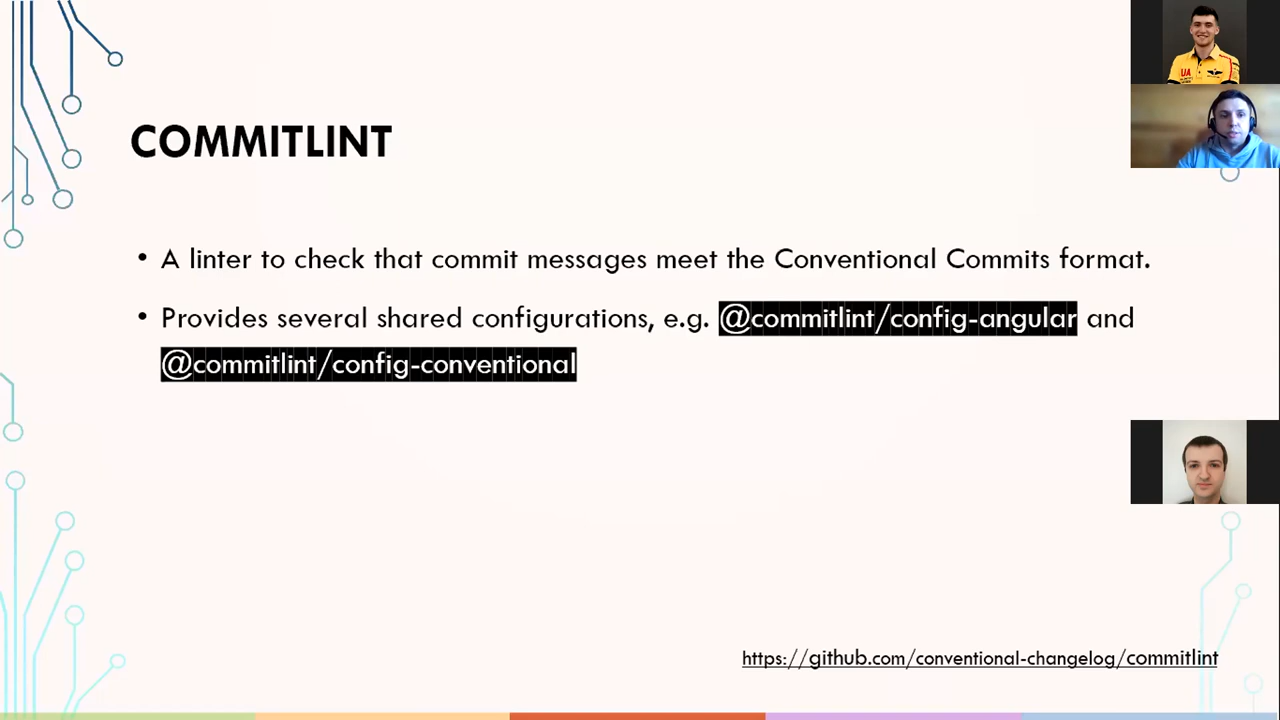 COMMITLINT
• A linter to check that commit messages meet the Conventional Commits format.
• Provides several shared configurations, e.g. @commitlint/config-angular and
@commitlint/config-conventional
https://github.com/conventional-changelog/commitlint
UA